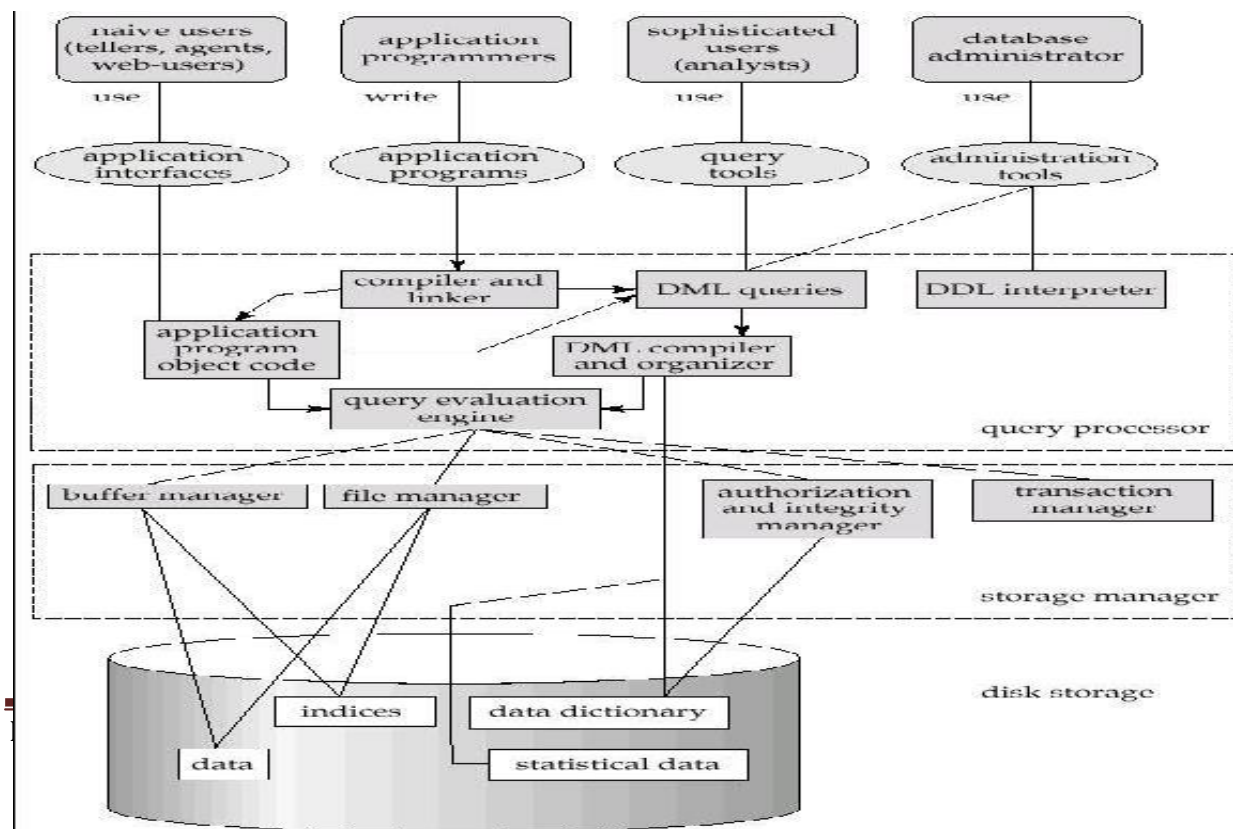 naive users
(tellers, agents,
web-users)
application
programmers
sophisticated
users
(analysts)
database
administrator
use
write
use
use
application
interfaces
application
programs
query
tools
administration
tools
compiler and
linker
DML queries
DDL interpreter
application
program
object code
DML compiler
and organizer
query evaluation
engine
query processor
buffer manager
file manager
authorization
and integrity
manager
transaction
manager
storage manager
disk storage
indices
data dictionary
data
statistical data